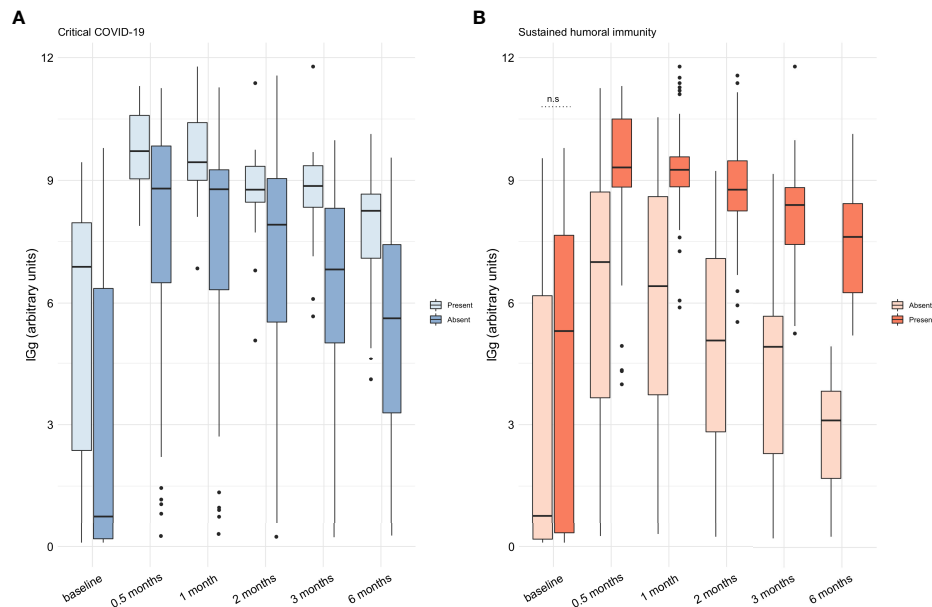 A
Critical COVID-19
12
9
6
3
0
IGg (arbitrary units)
Present
Absent
baseline
0.5 months
1 month
2 months
3 months
6 months
B
Sustained humoral immunity
12
n.s
9
6
3
0
IGg (arbitrary units)
Absent
Presen
baseline
0.5 months
1 month
2 months
3 months
6 months